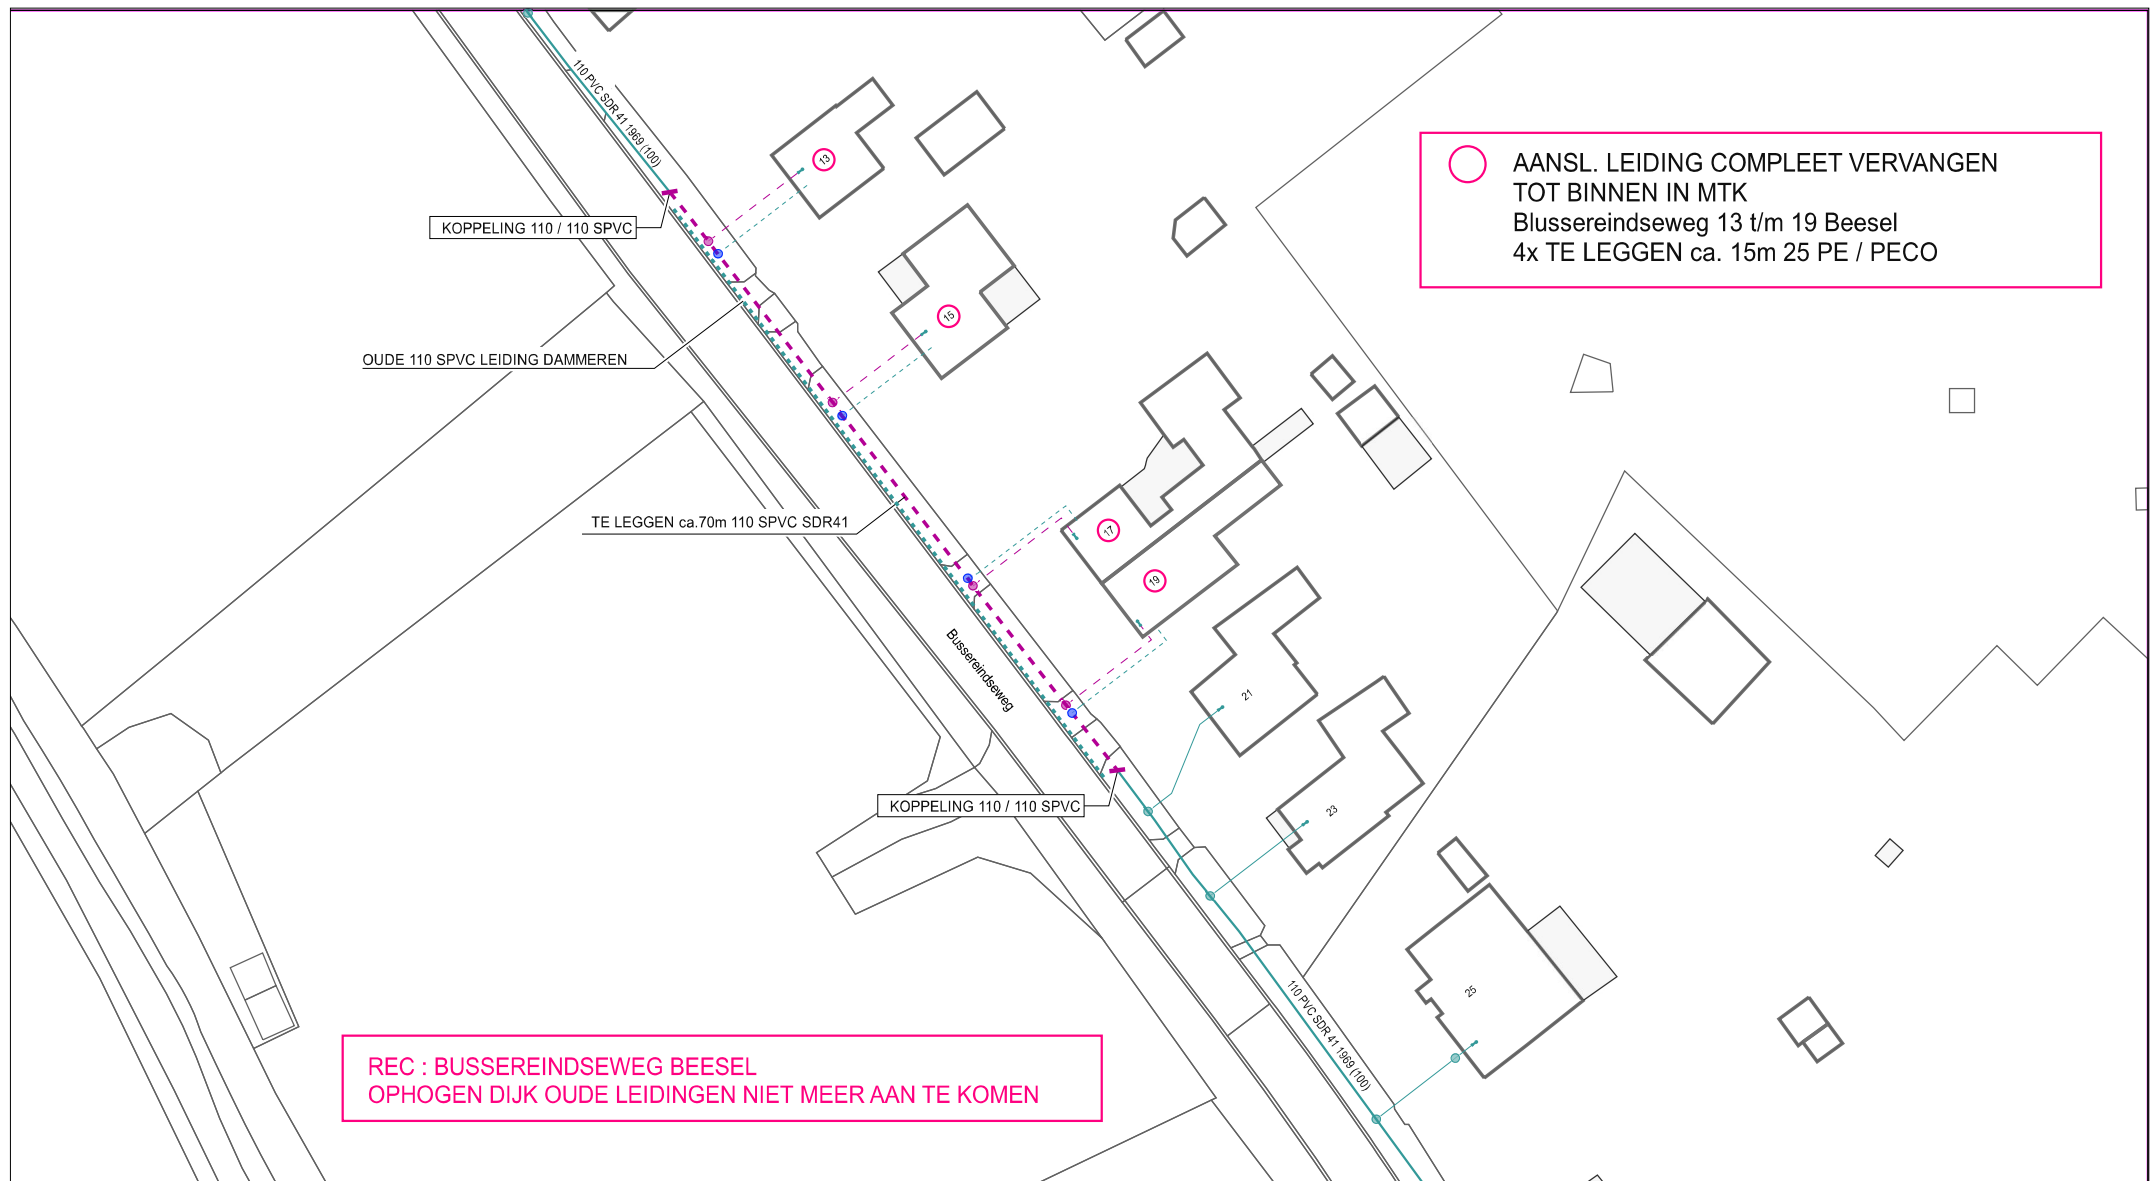 110 PVC SDR 41 1969 (100)
13
AANSL. LEIDING COMPLEET VERVANGEN
TOT BINNEN IN MTK
Blussereindseweg 13 t/m 19 Beesel
4x TE LEGGEN ca. 15m 25 PE / PECO
KOPPELING 110 / 110 SPVC
15
OUDE 110 SPVC LEIDING DAMMEREN
TE LEGGEN ca.70m 110 SPVC SDR41
17
19
Bussereindseweg
21
KOPPELING 110 / 110 SPVC
23
25
110 PVC SDR 41 1969 (100)
REC : BUSSEREINDSEWEG BEESEL
OPHOGEN DIJK OUDE LEIDINGEN NIET MEER AAN TE KOMEN